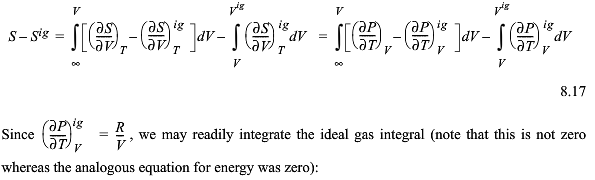 S – S^{ig} = ∫_∞^V [(∂S/∂V)_T – (∂S/∂V)_T^{ig}] dV – ∫_V^{V^{ig}} (∂S/∂V)_T^{ig} dV = ∫_∞^V [(∂P/∂T)_V – (∂P/∂T)_V^{ig}] dV – ∫_V^{V^{ig}} (∂P/∂T)_V^{ig} dV
8.17
Since (∂P/∂T)_V^{ig} = R/V, we may readily integrate the ideal gas integral (note that this is not zero
whereas the analogous equation for energy was zero):